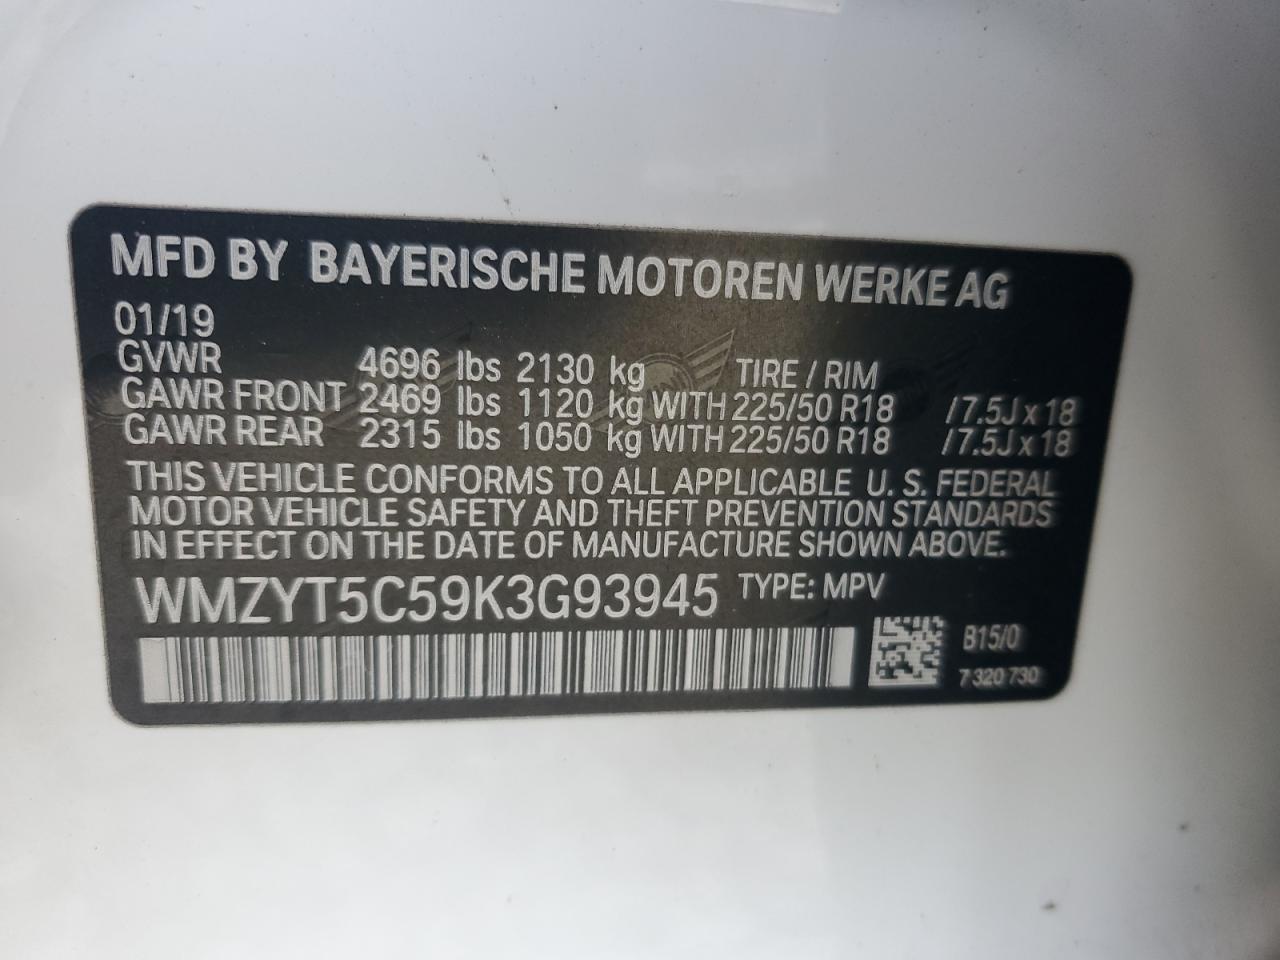 MFD BY BAYERISCHE MOTOREN WERKE AG
01/19
GVWR 4696 lbs 2130 kg TIRE / RIM
GAWR FRONT 2469 lbs 1120 kg WITH 225/50 R18 /7.5J x 18
GAWR REAR 2315 lbs 1050 kg WITH 225/50 R18 /7.5J x 18
THIS VEHICLE CONFORMS TO ALL APPLICABLE U. S. FEDERAL
MOTOR VEHICLE SAFETY AND THEFT PREVENTION STANDARDS
IN EFFECT ON THE DATE OF MANUFACTURE SHOWN ABOVE.
WMZYT5C59K3G93945 TYPE: MPV
B15/0
7 320 730